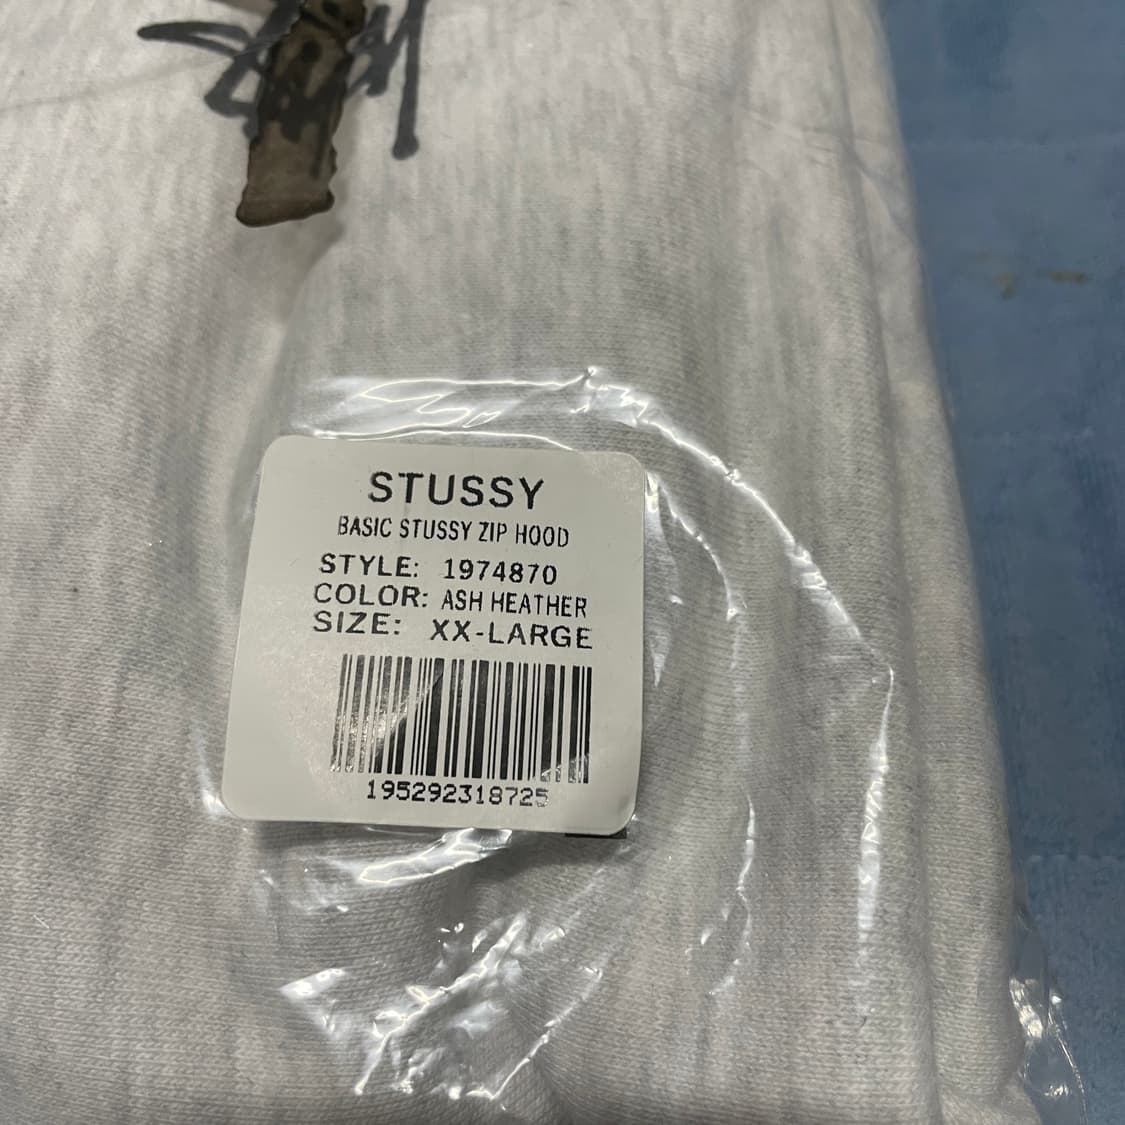 STUSSY
BASIC STUSSY ZIP HOOD
STYLE: 1974870
COLOR: ASH HEATHER
SIZE: XX-LARGE
195292318725